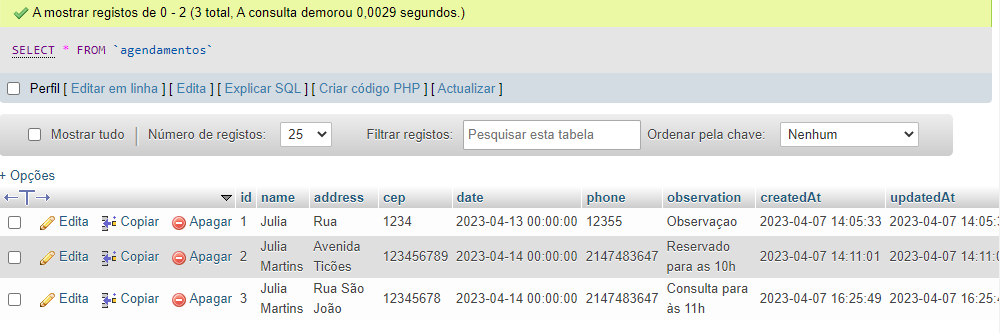 A mostrar registos de 0 - 2 (3 total, A consulta demorou 0,0029 segundos.)
SELECT * FROM `agendamentos`
Perfil [ Editar em linha ] [ Edita ] [ Explicar SQL ] [ Criar código PHP ] [ Actualizar ]
Mostrar tudo Número de registos: 25 Filtrar registos: Pesquisar esta tabela Ordenar pela chave: Nenhum
+ Opções
←T→ id name address cep date phone observation createdAt updatedAt
Edita Copiar Apagar 1 Julia Rua 1234 2023-04-13 00:00:00 12355 Observaçao 2023-04-07 14:05:33 2023-04-07 14:05:3
Edita Copiar Apagar 2 Julia Martins Avenida Ticões 123456789 2023-04-14 00:00:00 2147483647 Reservado para as 10h 2023-04-07 14:11:01 2023-04-07 14:11:0
Edita Copiar Apagar 3 Julia Martins Rua São João 12345678 2023-04-14 00:00:00 2147483647 Consulta para às 11h 2023-04-07 16:25:49 2023-04-07 16:25:4